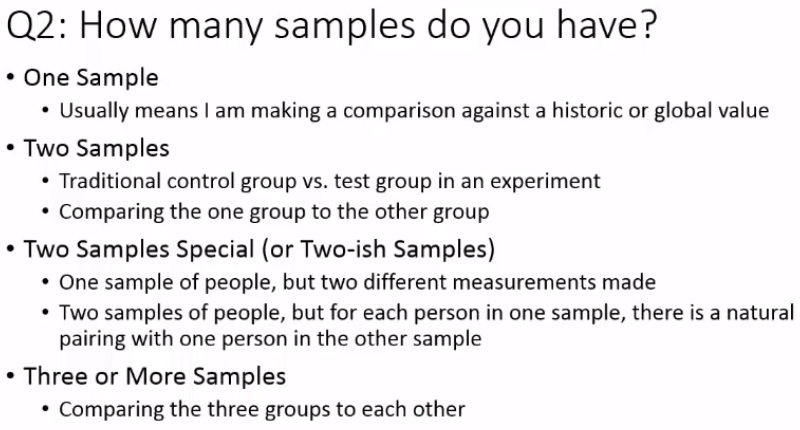 Q2: How many samples do you have?
• One Sample
• Usually means I am making a comparison against a historic or global value
• Two Samples
• Traditional control group vs. test group in an experiment
• Comparing the one group to the other group
• Two Samples Special (or Two-ish Samples)
• One sample of people, but two different measurements made
• Two samples of people, but for each person in one sample, there is a natural
pairing with one person in the other sample
• Three or More Samples
• Comparing the three groups to each other